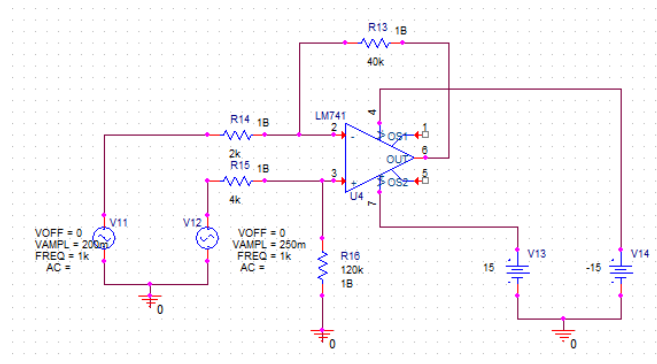 R13 1B
40k
LM741
4
OS1
1
R14 1B
2
-
2k
OUT
6
R15 1B
3
+
OS2
5
4k
U4
7
V11
V12
VOFF = 0
VAMPL = 200m
FREQ = 1k
AC =
VOFF = 0
VAMPL = 250m
FREQ = 1k
AC =
R16
120k
1B
V13
15
V14
-15
0
0
0